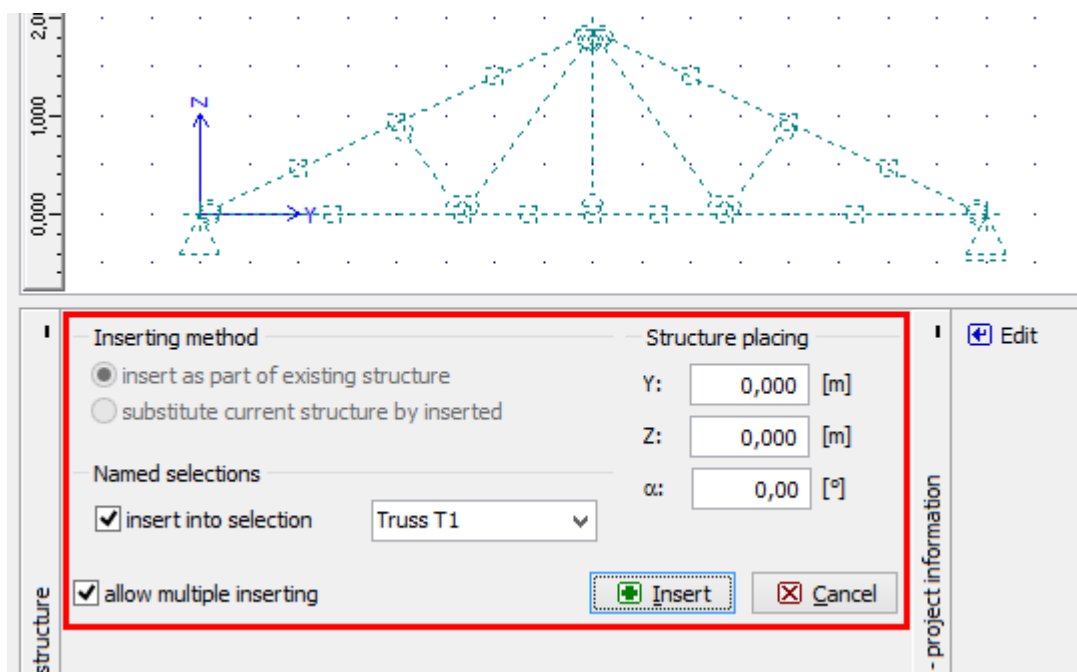 2,00
1,000
0,000
Z
Y
Inserting method
insert as part of existing structure
substitute current structure by inserted
Named selections
insert into selection
Truss T1
allow multiple inserting
Structure placing
Y: 0,000 [m]
Z: 0,000 [m]
α: 0,00 [°]
Insert
Cancel
Edit
structure
- project information